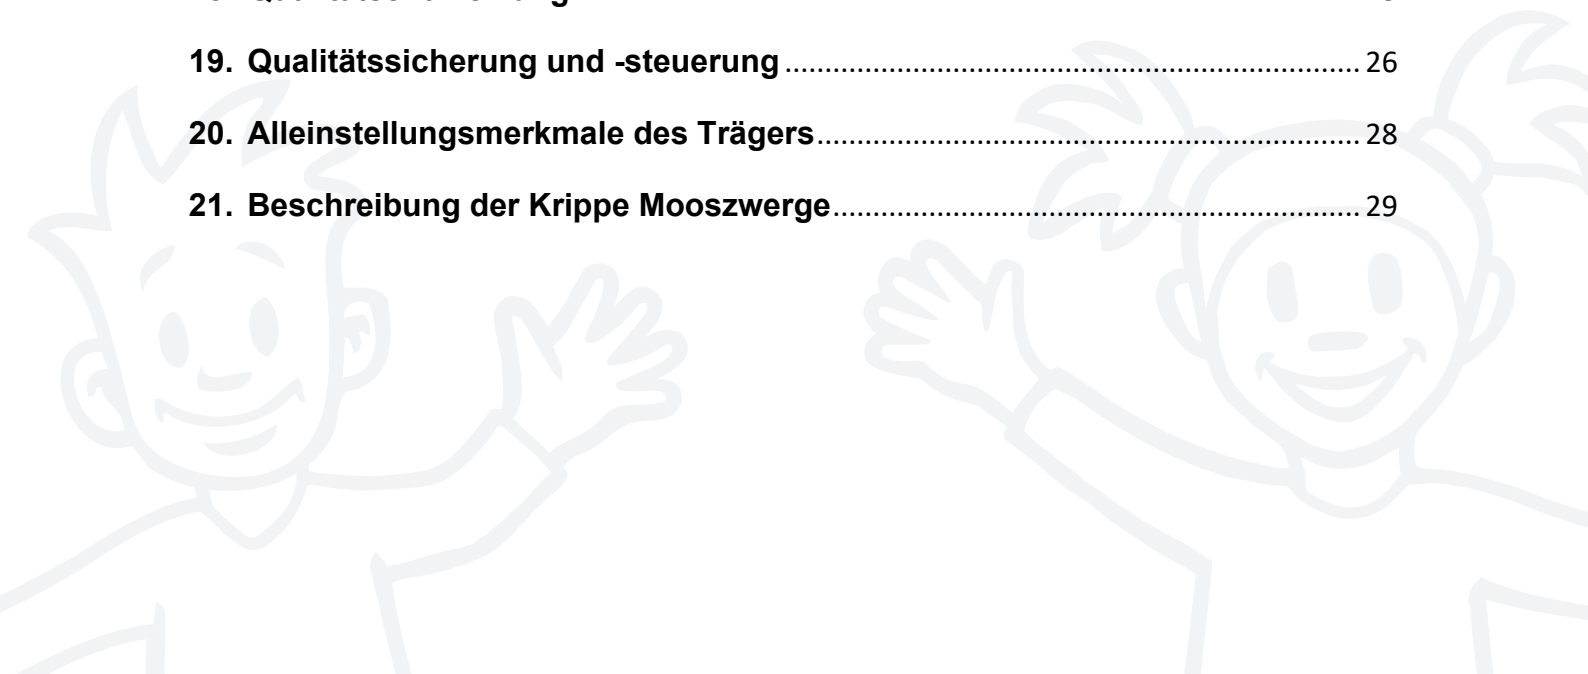 19. Qualitätssicherung und -steuerung 26
20. Alleinstellungsmerkmale des Trägers 28
21. Beschreibung der Krippe Mooszwerge 29